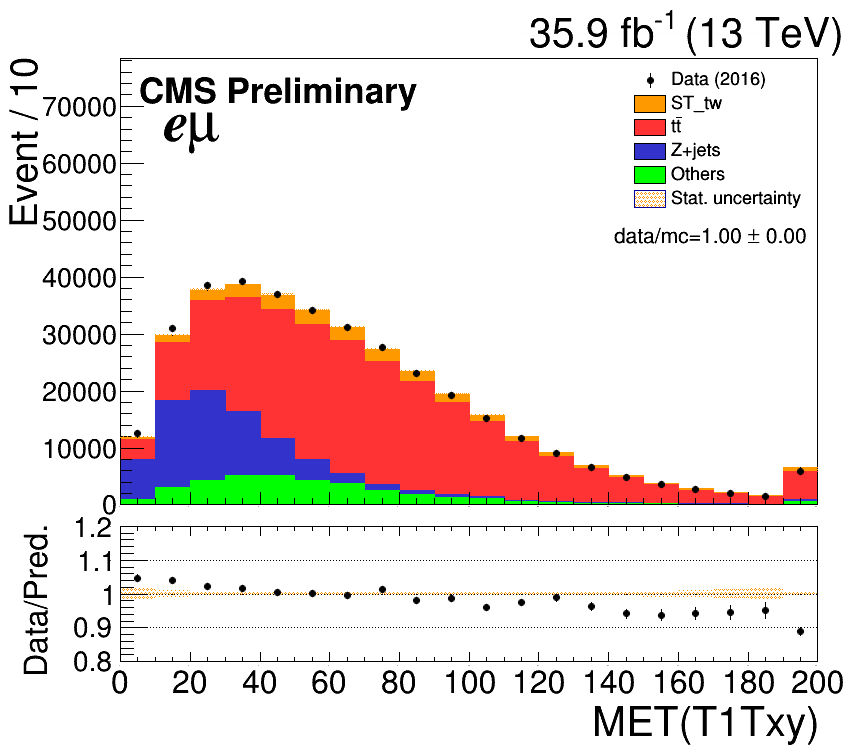 35.9 fb⁻¹ (13 TeV)
Event / 10
CMS Preliminary
eμ
Data (2016)
ST_tw
tt̄
Z+jets
Others
Stat. uncertainty
data/mc=1.00 ± 0.00
70000
60000
50000
40000
30000
20000
10000
0
Data/Pred.
1.2
1.1
1
0.9
0.8
0 20 40 60 80 100 120 140 160 180 200
MET(T1Txy)